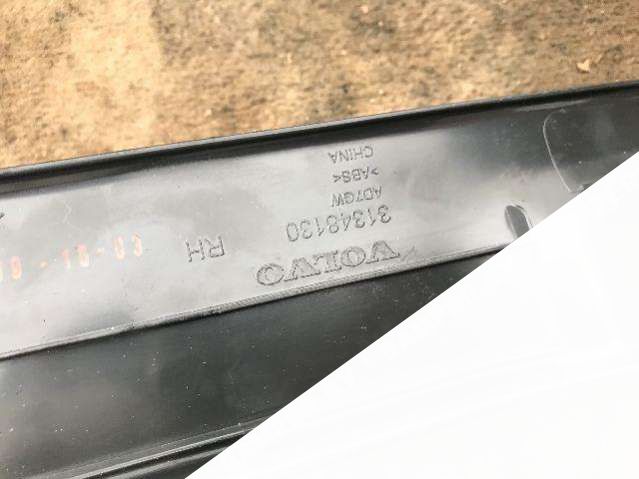 VOLVO
31348130
RH
AD7GW
>ABS<
CHINA